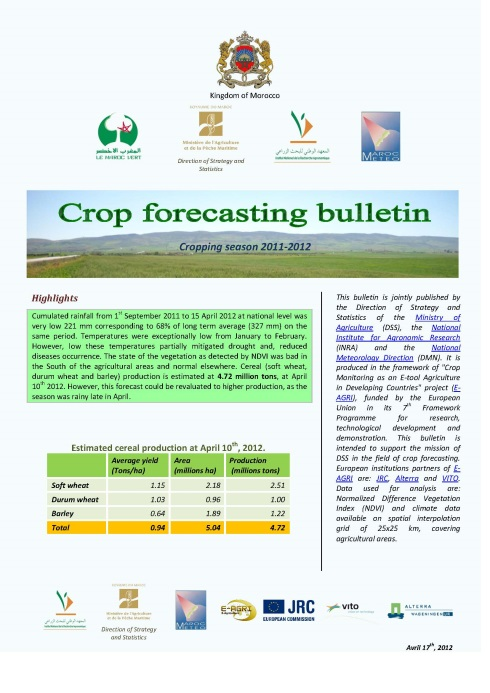 Kingdom of Morocco
LE MAROC VERT
Ministère de l'Agriculture
et de la Pêche Maritime
Direction of Strategy and
Statistics
MAROC
METEO
Crop forecasting bulletin
Cropping season 2011-2012
Highlights
Cumulated rainfall from 1st September 2011 to 15 April 2012 at national level was
very low 221 mm corresponding to 68% of long term average (327 mm) on the
same period. Temperatures were exceptionally low from January to February.
However, low these temperatures partially mitigated drought and, reduced
diseases occurrence. The state of the vegetation as detected by NDVI was bad in
the South of the agricultural areas and normal elsewhere. Cereal (soft wheat,
durum wheat and barley) production is estimated at 4.72 million tons, at April
10th 2012. However, this forecast could be revaluated to higher production, as the
season was rainy late in April.
Estimated cereal production at April 10th, 2012.
Average yield (Tons/ha) Area (millions ha) Production (millions tons)
Soft wheat 1.15 2.18 2.51
Durum wheat 1.03 0.96 1.00
Barley 0.64 1.89 1.22
Total 0.94 5.04 4.72
This bulletin is jointly published by
the Direction of Strategy and
Statistics of the Ministry of
Agriculture (DSS), the National
Institute for Agronomic Research
(INRA) and the National
Meteorology Direction (DMN). It is
produced in the framework of "Crop
Monitoring as an E-tool Agriculture
in Developing Countries" project (E-
AGRI), funded by the European
Union in its 7th Framework
Programme for research,
technological development and
demonstration. This bulletin is
intended to support the mission of
DSS in the field of crop forecasting.
European institutions partners of E-
AGRI are: JRC, Alterra and VITO.
Data used for analysis are:
Normalized Difference Vegetation
Index (NDVI) and climate data
available on spatial interpolation
grid of 25x25 km, covering
agricultural areas.
Direction of Strategy
and Statistics
MAROC
METEO
E-AGRI
JRC
EUROPEAN COMMISSION
vito
ALTERRA
WAGENINGEN UR
Avril 17th, 2012